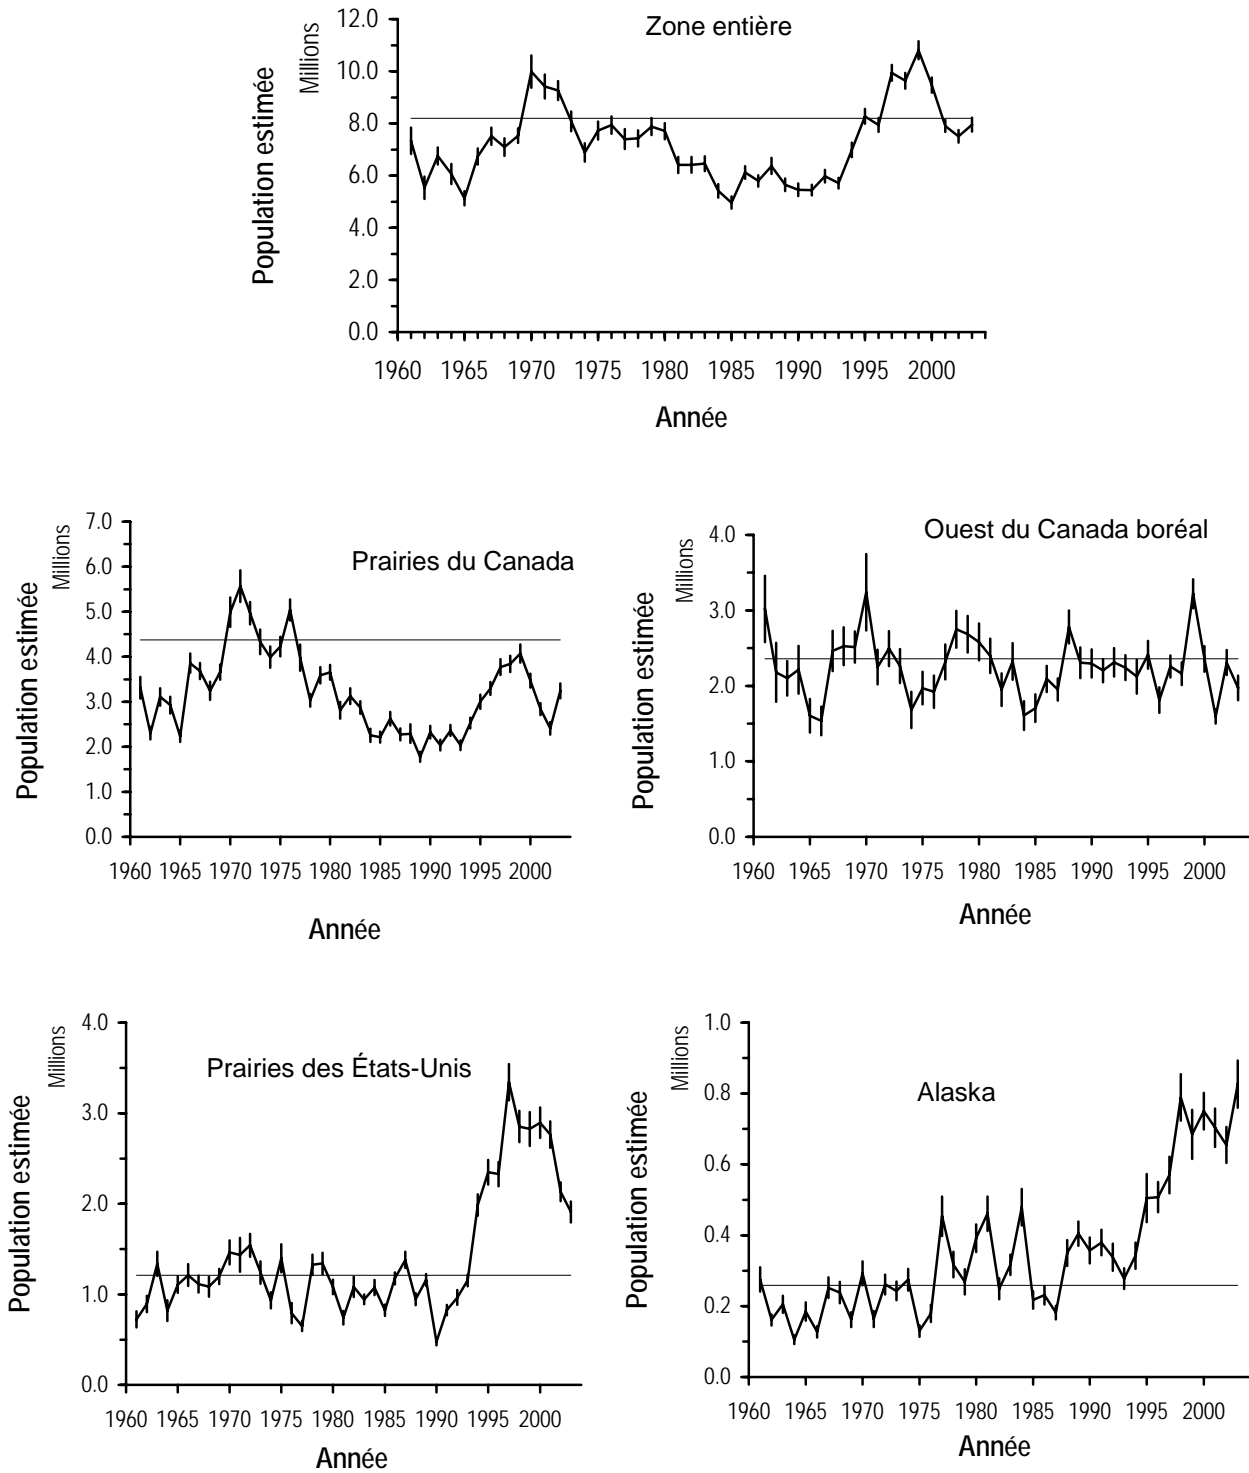 Zone entière
Population estimée
Millions
12.0
10.0
8.0
6.0
4.0
2.0
0.0
1960 1965 1970 1975 1980 1985 1990 1995 2000
Année
Prairies du Canada
Population estimée
Millions
7.0
6.0
5.0
4.0
3.0
2.0
1.0
0.0
1960 1965 1970 1975 1980 1985 1990 1995 2000
Année
Ouest du Canada boréal
Population estimée
Millions
4.0
3.0
2.0
1.0
0.0
1960 1965 1970 1975 1980 1985 1990 1995 2000
Année
Prairies des États-Unis
Population estimée
Millions
4.0
3.0
2.0
1.0
0.0
1960 1965 1970 1975 1980 1985 1990 1995 2000
Année
Alaska
Population estimée
Millions
1.0
0.8
0.6
0.4
0.2
0.0
1960 1965 1970 1975 1980 1985 1990 1995 2000
Année